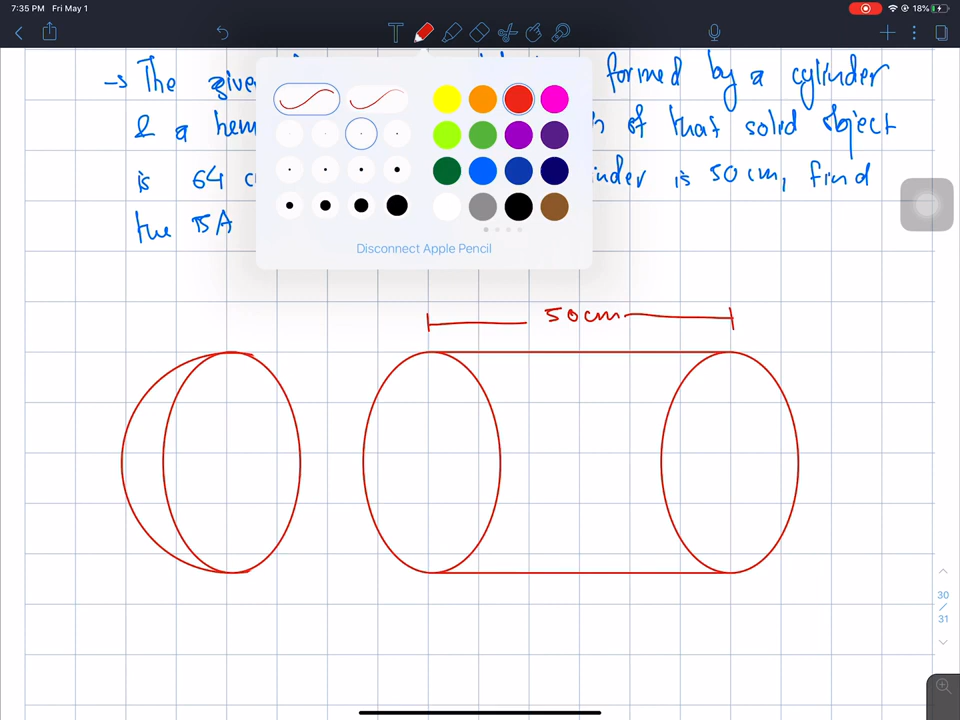 7:35 PM Fri May 1
18%
→ The given formed by a cylinder
& a hem of that solid object
is 64 is 50 cm, find
the TSA
Disconnect Apple Pencil
50cm
30
/
31